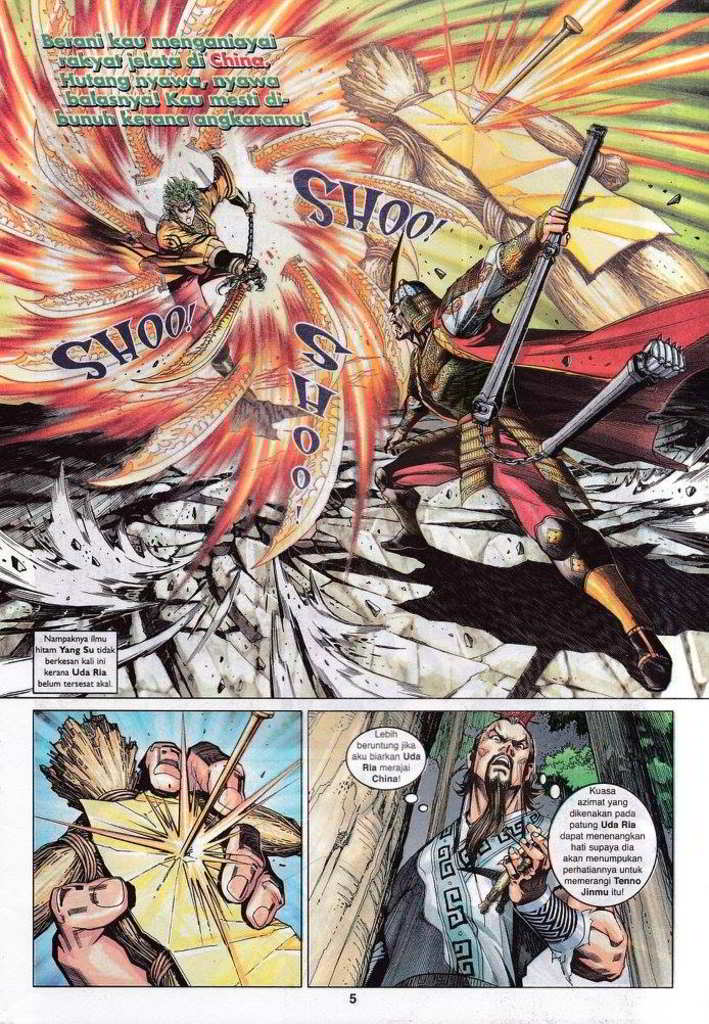 Berani kau menganiayai
rakyat jelata di China.
Hutang nyawa, nyawa
balasnya! Kau mesti di-
bunuh kerana angkaramu!
SHOO!
SHOO!
SHOO!
Nampaknya ilmu
hitam Yang Su tidak
berkesan kali ini
kerana Uda Ria
belum tersesat akal.
Lebih
beruntung jika
aku biarkan Uda
Ria merajai
China!
Kuasa
azimat yang
dikenakan pada
patung Uda Ria
dapat menenangkan
hati supaya dia
akan menumpukan
perhatiannya untuk
memerangi Tenno
Jinmu itu!
5